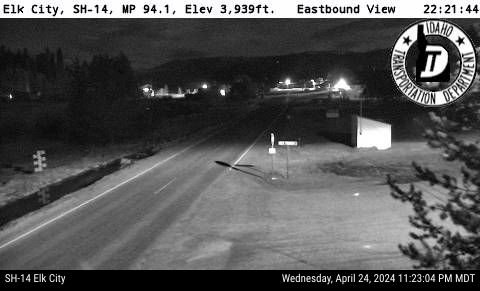 Elk City, SH-14, MP 94.1, Elev 3,939ft. Eastbound View 22:21:44
IDAHO
TRANSPORTATION DEPARTMENT
SH-14 Elk City Wednesday, April 24, 2024 11:23:04 PM MDT